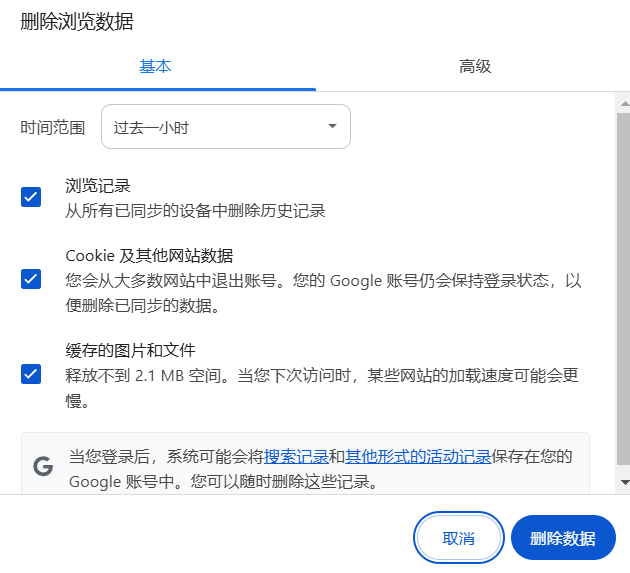 删除浏览数据
基本
高级
时间范围
过去一小时
浏览记录
从所有已同步的设备中删除历史记录
Cookie 及其他网站数据
您会从大多数网站中退出账号。您的 Google 账号仍会保持登录状态，以
便删除已同步的数据。
缓存的图片和文件
释放不到 2.1 MB 空间。当您下次访问时，某些网站的加载速度可能会更
慢。
当您登录后，系统可能会将搜索记录和其他形式的活动记录保存在您的
Google 账号中。您可以随时删除这些记录。
取消
删除数据